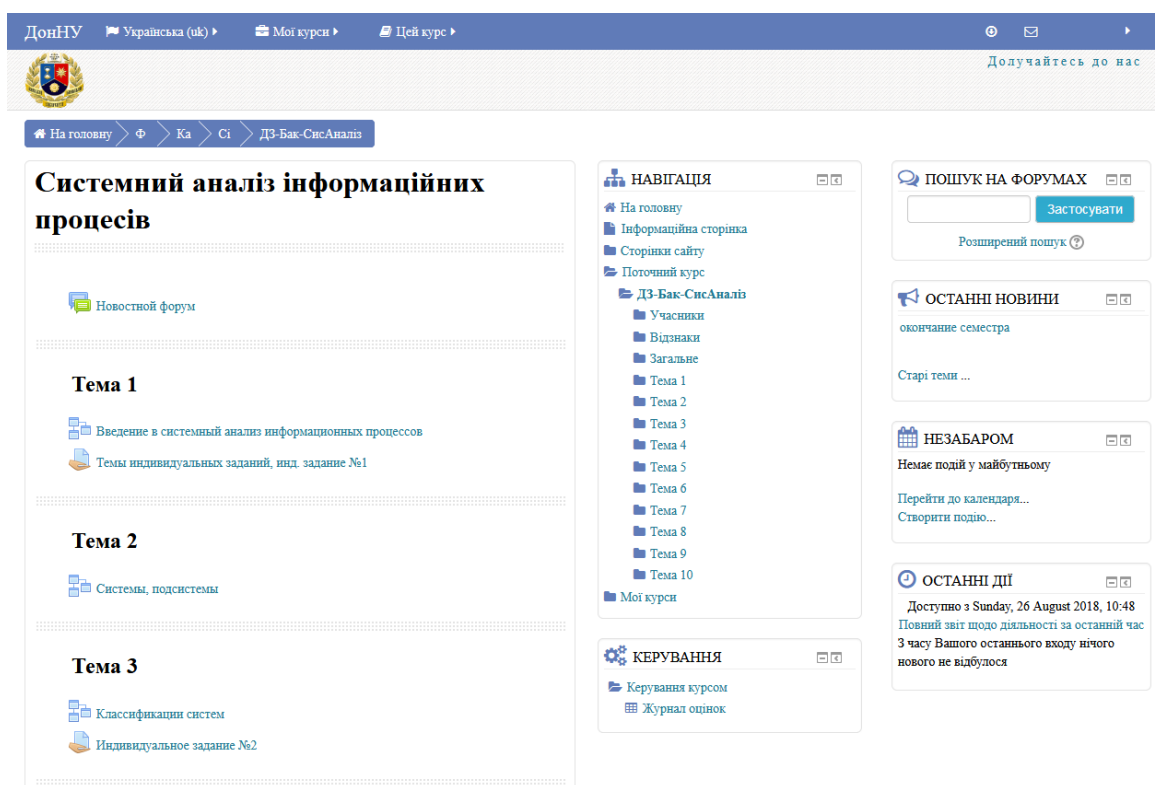 ДонНУ
Українська (uk)
Мої курси
Цей курс
Долучайтесь до нас
На головну
Ф
Ка
Сі
ДЗ-Бак-СисАналіз
Системний аналіз інформаційних
процесів
Новостной форум
Тема 1
Введение в системный анализ информационных процессов
Темы индивидуальных заданий, инд. задание №1
Тема 2
Системы, подсистемы
Тема 3
Классификации систем
Индивидуальное задание №2
НАВІГАЦІЯ
На головну
Інформаційна сторінка
Сторінки сайту
Поточний курс
ДЗ-Бак-СисАналіз
Учасники
Відзнаки
Загальне
Тема 1
Тема 2
Тема 3
Тема 4
Тема 5
Тема 6
Тема 7
Тема 8
Тема 9
Тема 10
Мої курси
КЕРУВАННЯ
Керування курсом
Журнал оцінок
ПОШУК НА ФОРУМАХ
Застосувати
Розширений пошук
ОСТАННІ НОВИНИ
окончание семестра
Старі теми ...
НЕЗАБАРОМ
Немає подій у майбутньому
Перейти до календаря...
Створити подію...
ОСТАННІ ДІЇ
Доступно з Sunday, 26 August 2018, 10:48
Повний звіт щодо діяльності за останній час
З часу Вашого останнього входу нічого
нового не відбулося